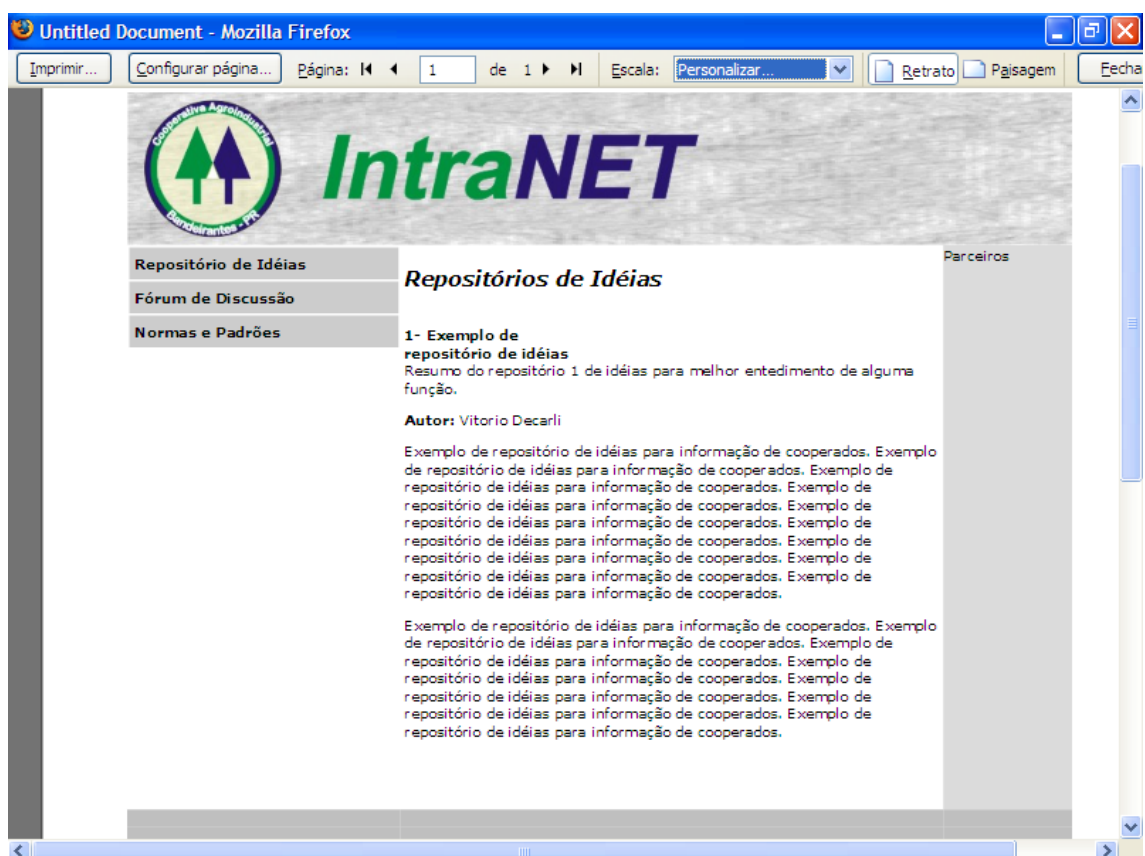 Untitled Document - Mozilla Firefox
Imprimir... Configurar página... Página: 1 de 1 Escala: Personalizar... Retrato Paisagem Fecha
Cooperativa Agroindustrial
Bandeirantes - PR
IntraNET
Repositório de Idéias
Fórum de Discussão
Normas e Padrões
Repositórios de Idéias
1- Exemplo de
repositório de idéias
Resumo do repositório 1 de idéias para melhor entedimento de alguma
função.
Autor: Vitorio Decarli
Exemplo de repositório de idéias para informação de cooperados. Exemplo
de repositório de idéias para informação de cooperados. Exemplo de
repositório de idéias para informação de cooperados. Exemplo de
repositório de idéias para informação de cooperados. Exemplo de
repositório de idéias para informação de cooperados. Exemplo de
repositório de idéias para informação de cooperados. Exemplo de
repositório de idéias para informação de cooperados. Exemplo de
repositório de idéias para informação de cooperados. Exemplo de
repositório de idéias para informação de cooperados.
Exemplo de repositório de idéias para informação de cooperados. Exemplo
de repositório de idéias para informação de cooperados. Exemplo de
repositório de idéias para informação de cooperados. Exemplo de
repositório de idéias para informação de cooperados. Exemplo de
repositório de idéias para informação de cooperados. Exemplo de
repositório de idéias para informação de cooperados. Exemplo de
repositório de idéias para informação de cooperados.
Parceiros